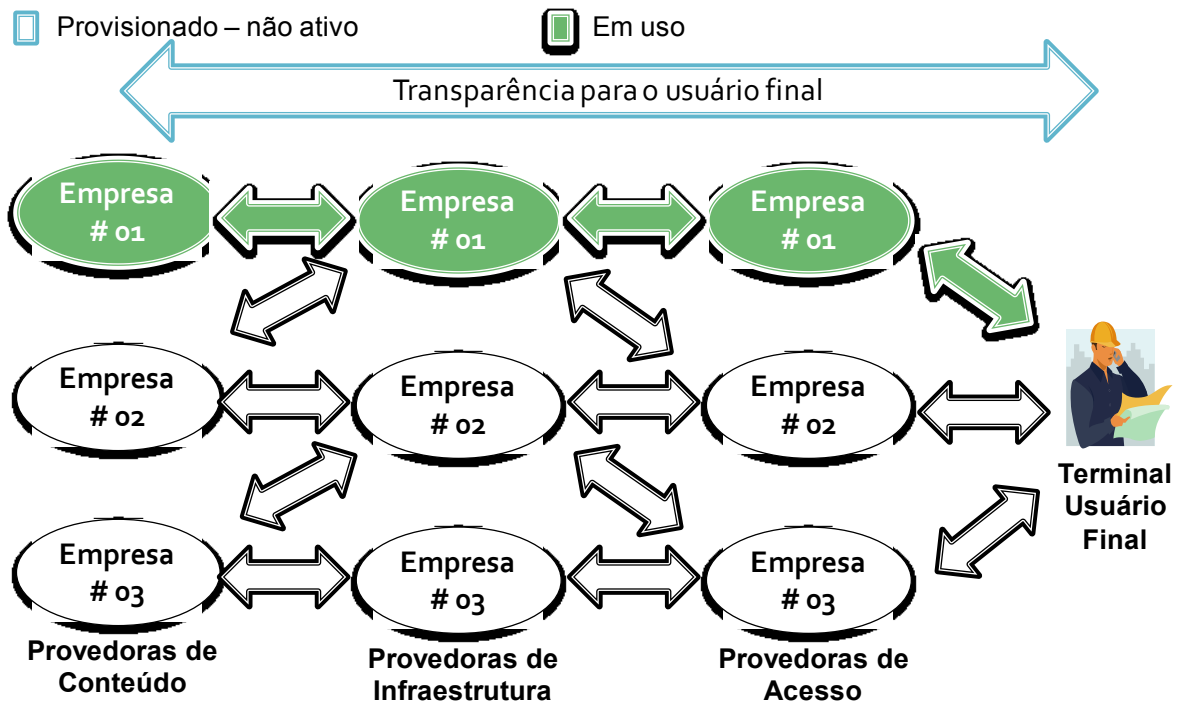 Provisionado – não ativo
Em uso
Transparência para o usuário final
Empresa
# 01
Empresa
# 01
Empresa
# 01
Empresa
# 02
Empresa
# 02
Empresa
# 02
Terminal
Usuário
Final
Empresa
# 03
Empresa
# 03
Empresa
# 03
Provedoras de
Conteúdo
Provedoras de
Infraestrutura
Provedoras de
Acesso